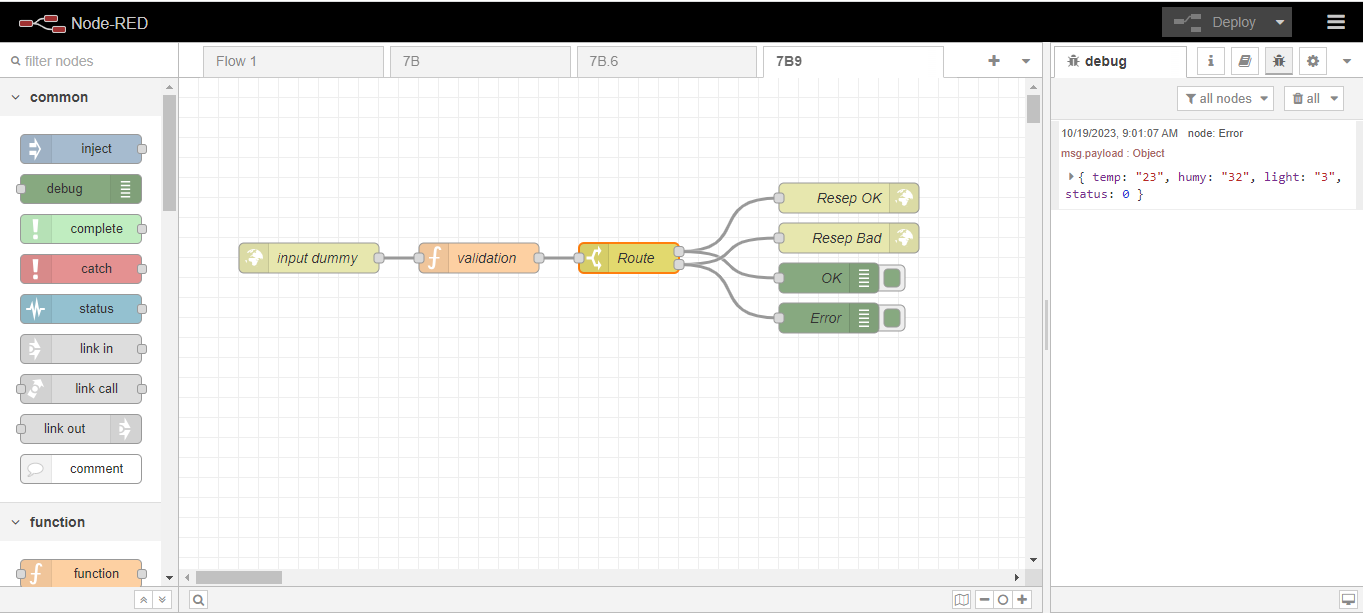 Node-RED
Deploy
filter nodes
Flow 1
7B
7B.6
7B9
debug
all nodes
all
common
inject
debug
complete
catch
status
link in
link call
link out
comment
function
function
input dummy
validation
Route
Resep OK
Resep Bad
OK
Error
10/19/2023, 9:01:07 AM node: Error
msg.payload : Object
{ temp: "23", humy: "32", light: "3",
status: 0 }